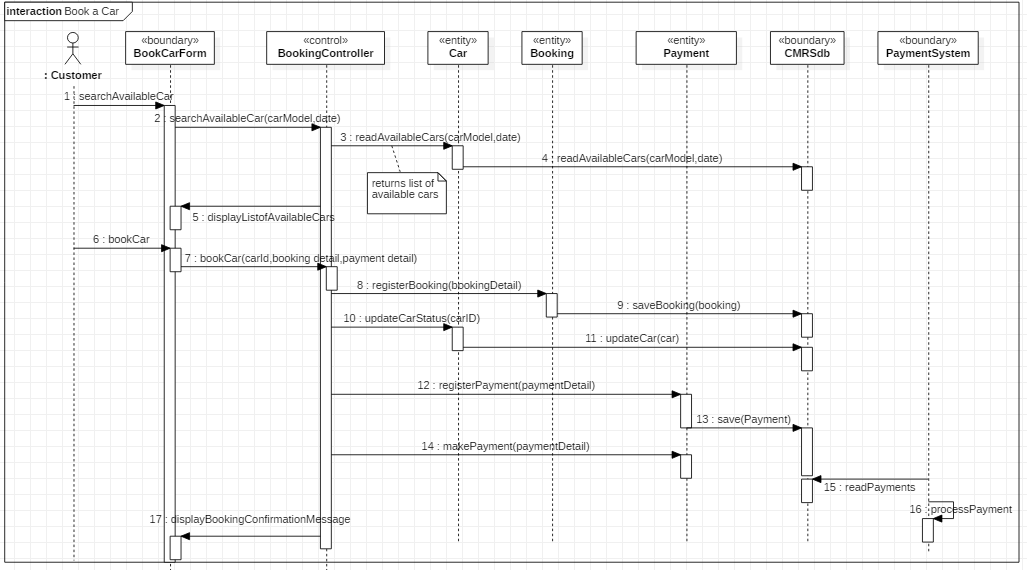 interaction Book a Car
«boundary» «control» «entity» «entity» «entity» «boundary» «boundary»
BookCarForm BookingController Car Booking Payment CMRSdb PaymentSystem
: Customer
1 : searchAvailableCar
2 : searchAvailableCar(carModel,date)
3 : readAvailableCars(carModel,date)
4 : readAvailableCars(carModel,date)
returns list of
available cars
5 : displayListofAvailableCars
6 : bookCar
7 : bookCar(carId,booking detail,payment detail)
8 : registerBooking(bookingDetail)
9 : saveBooking(booking)
10 : updateCarStatus(carID)
11 : updateCar(car)
12 : registerPayment(paymentDetail)
13 : save(Payment)
14 : makePayment(paymentDetail)
15 : readPayments
16 : processPayment
17 : displayBookingConfirmationMessage